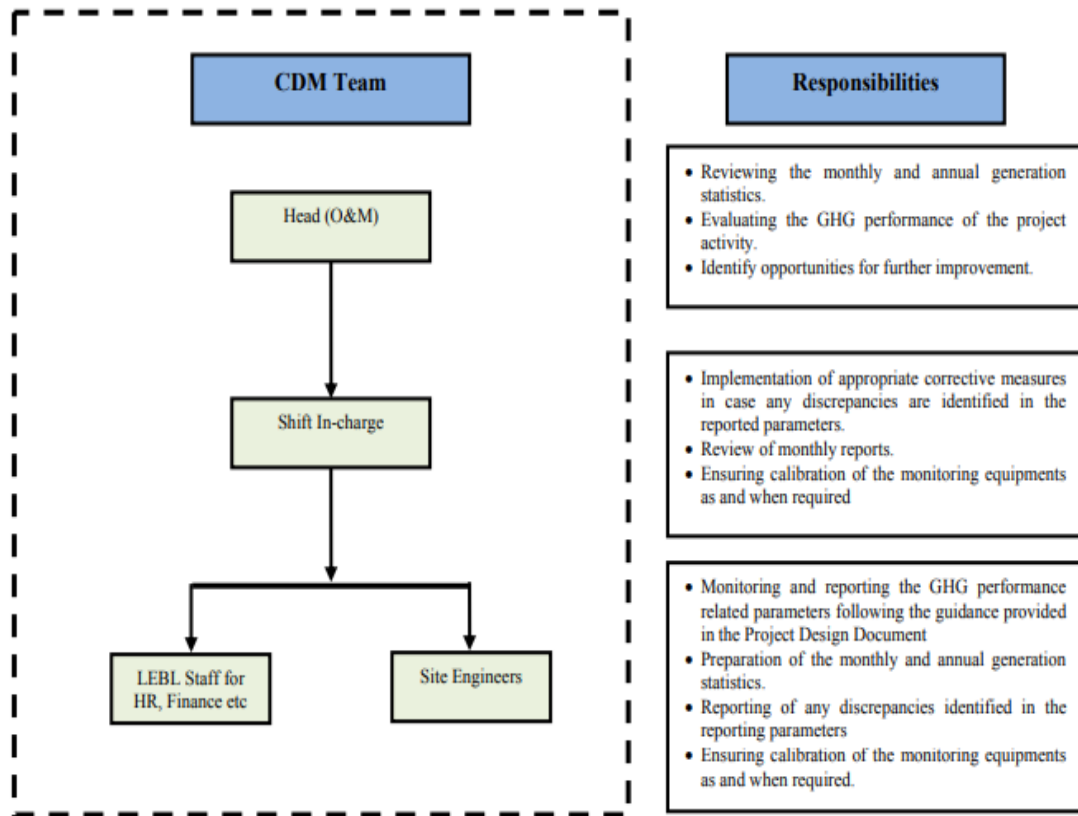 CDM Team
Head (O&M)
Shift In-charge
LEBL Staff for
HR, Finance etc
Site Engineers
Responsibilities
• Reviewing the monthly and annual generation
statistics.
• Evaluating the GHG performance of the project
activity.
• Identify opportunities for further improvement.
• Implementation of appropriate corrective measures
in case any discrepancies are identified in the
reported parameters.
• Review of monthly reports.
• Ensuring calibration of the monitoring equipments
as and when required
• Monitoring and reporting the GHG performance
related parameters following the guidance provided
in the Project Design Document
• Preparation of the monthly and annual generation
statistics.
• Reporting of any discrepancies identified in the
reporting parameters
• Ensuring calibration of the monitoring equipments
as and when required.